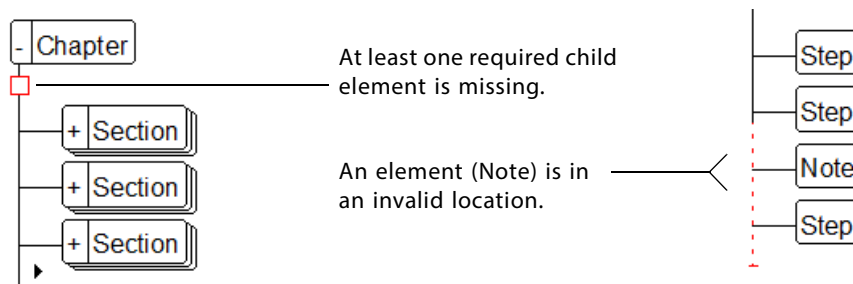 - Chapter
At least one required child
element is missing.
+ Section
+ Section
+ Section
An element (Note) is in
an invalid location.
Step
Step
Note
Step